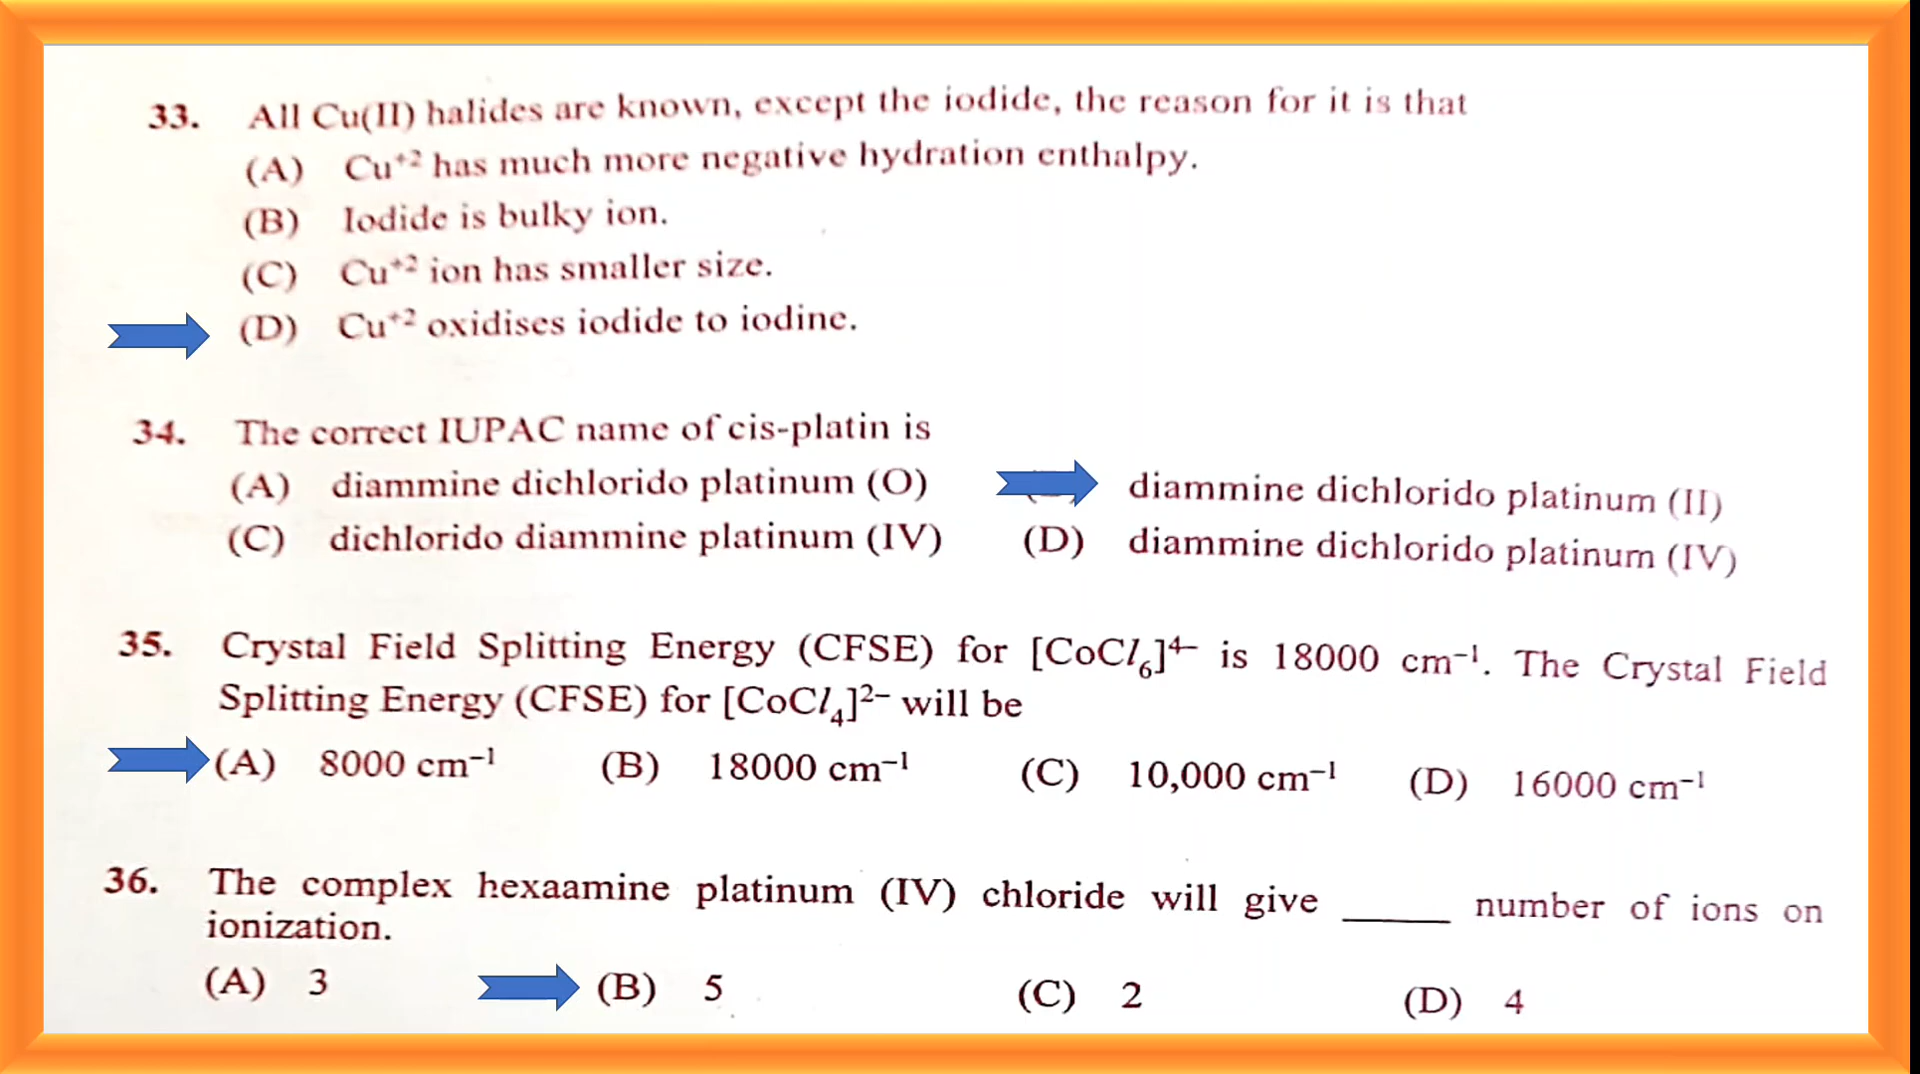 33. All Cu(II) halides are known, except the iodide, the reason for it is that
(A) Cu⁺² has much more negative hydration enthalpy.
(B) Iodide is bulky ion.
(C) Cu⁺² ion has smaller size.
(D) Cu⁺² oxidises iodide to iodine.
34. The correct IUPAC name of cis-platin is
(A) diammine dichlorido platinum (O) diammine dichlorido platinum (II)
(C) dichlorido diammine platinum (IV) (D) diammine dichlorido platinum (IV)
35. Crystal Field Splitting Energy (CFSE) for [CoCl₆]⁴⁻ is 18000 cm⁻¹. The Crystal Field
Splitting Energy (CFSE) for [CoCl₄]²⁻ will be
(A) 8000 cm⁻¹ (B) 18000 cm⁻¹ (C) 10,000 cm⁻¹ (D) 16000 cm⁻¹
36. The complex hexaamine platinum (IV) chloride will give _____ number of ions on
ionization.
(A) 3 (B) 5 (C) 2 (D) 4